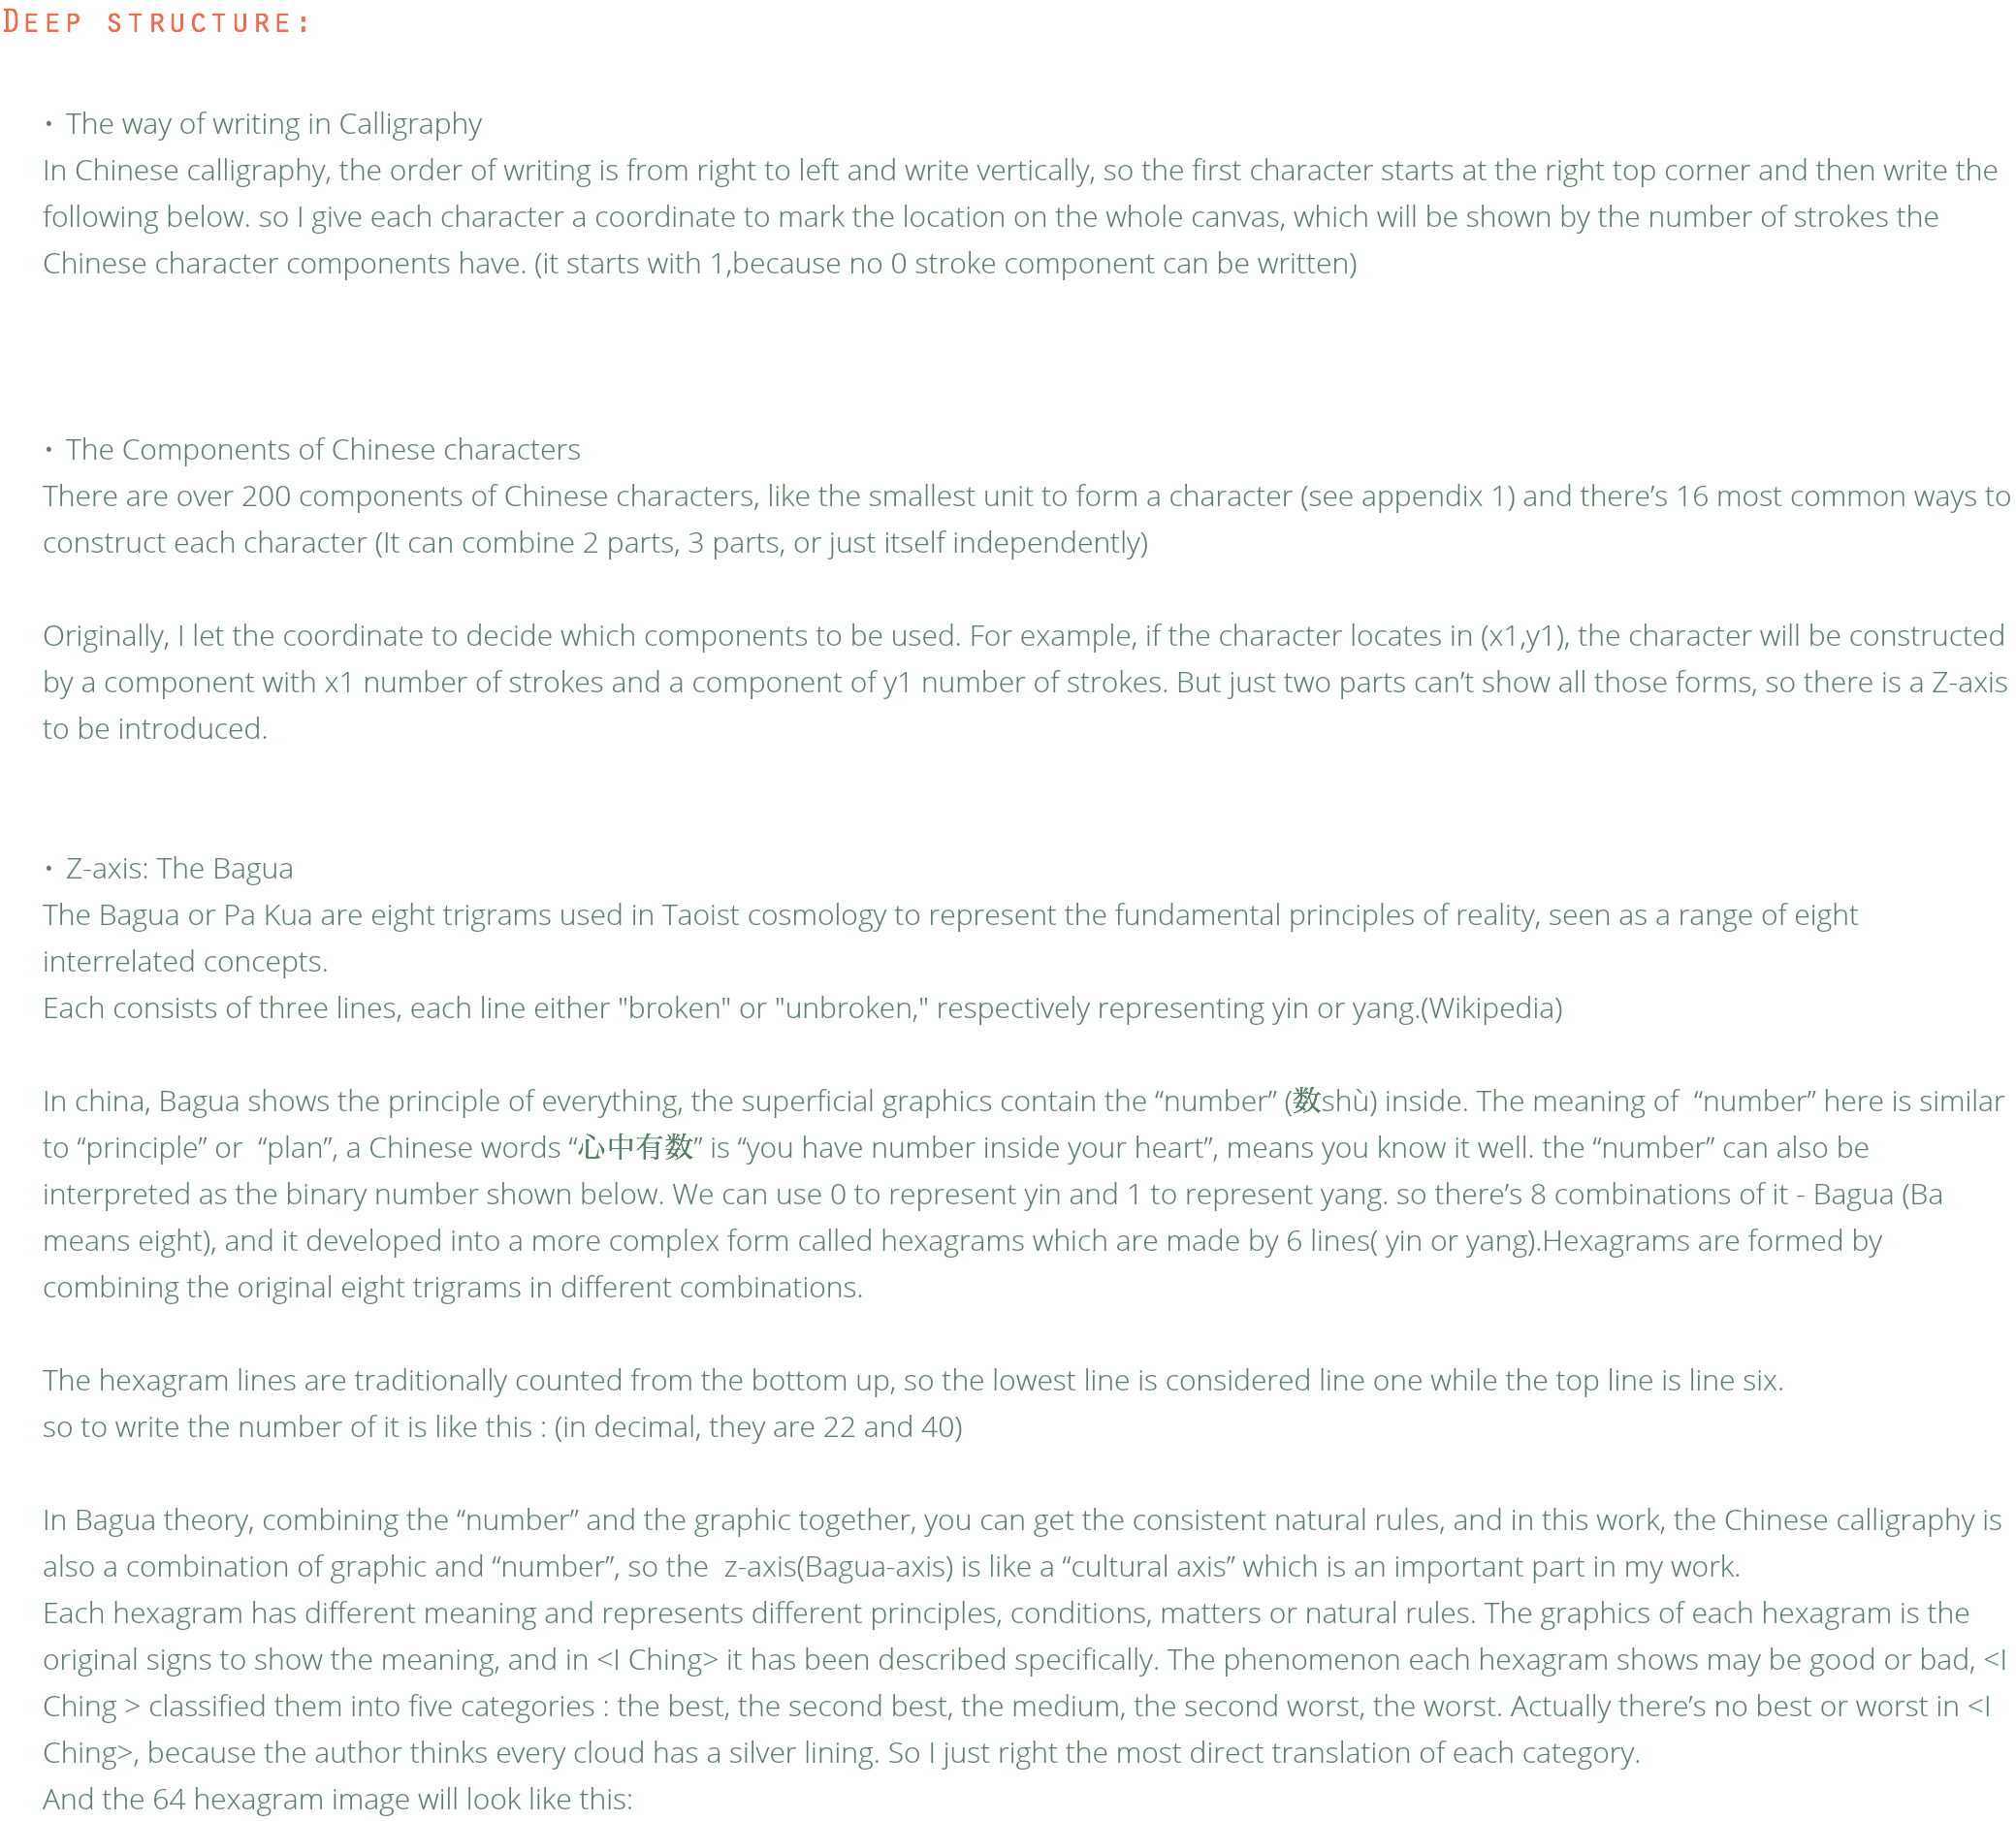 DEEP STRUCTURE:
• The way of writing in Calligraphy
In Chinese calligraphy, the order of writing is from right to left and write vertically, so the first character starts at the right top corner and then write the
following below. so I give each character a coordinate to mark the location on the whole canvas, which will be shown by the number of strokes the
Chinese character components have. (it starts with 1,because no 0 stroke component can be written)
• The Components of Chinese characters
There are over 200 components of Chinese characters, like the smallest unit to form a character (see appendix 1) and there’s 16 most common ways to
construct each character (It can combine 2 parts, 3 parts, or just itself independently)
Originally, I let the coordinate to decide which components to be used. For example, if the character locates in (x1,y1), the character will be constructed
by a component with x1 number of strokes and a component of y1 number of strokes. But just two parts can’t show all those forms, so there is a Z-axis
to be introduced.
• Z-axis: The Bagua
The Bagua or Pa Kua are eight trigrams used in Taoist cosmology to represent the fundamental principles of reality, seen as a range of eight
interrelated concepts.
Each consists of three lines, each line either "broken" or "unbroken," respectively representing yin or yang.(Wikipedia)
In china, Bagua shows the principle of everything, the superficial graphics contain the “number” (数shù) inside. The meaning of  “number” here is similar
to “principle” or  “plan”, a Chinese words “心中有数” is “you have number inside your heart”, means you know it well. the “number” can also be
interpreted as the binary number shown below. We can use 0 to represent yin and 1 to represent yang. so there’s 8 combinations of it - Bagua (Ba
means eight), and it developed into a more complex form called hexagrams which are made by 6 lines( yin or yang).Hexagrams are formed by
combining the original eight trigrams in different combinations.
The hexagram lines are traditionally counted from the bottom up, so the lowest line is considered line one while the top line is line six.
so to write the number of it is like this : (in decimal, they are 22 and 40)
In Bagua theory, combining the “number” and the graphic together, you can get the consistent natural rules, and in this work, the Chinese calligraphy is
also a combination of graphic and “number”, so the  z-axis(Bagua-axis) is like a “cultural axis” which is an important part in my work.
Each hexagram has different meaning and represents different principles, conditions, matters or natural rules. The graphics of each hexagram is the
original signs to show the meaning, and in <I Ching> it has been described specifically. The phenomenon each hexagram shows may be good or bad, <I
Ching > classified them into five categories : the best, the second best, the medium, the second worst, the worst. Actually there’s no best or worst in <I
Ching>, because the author thinks every cloud has a silver lining. So I just right the most direct translation of each category.
And the 64 hexagram image will look like this: